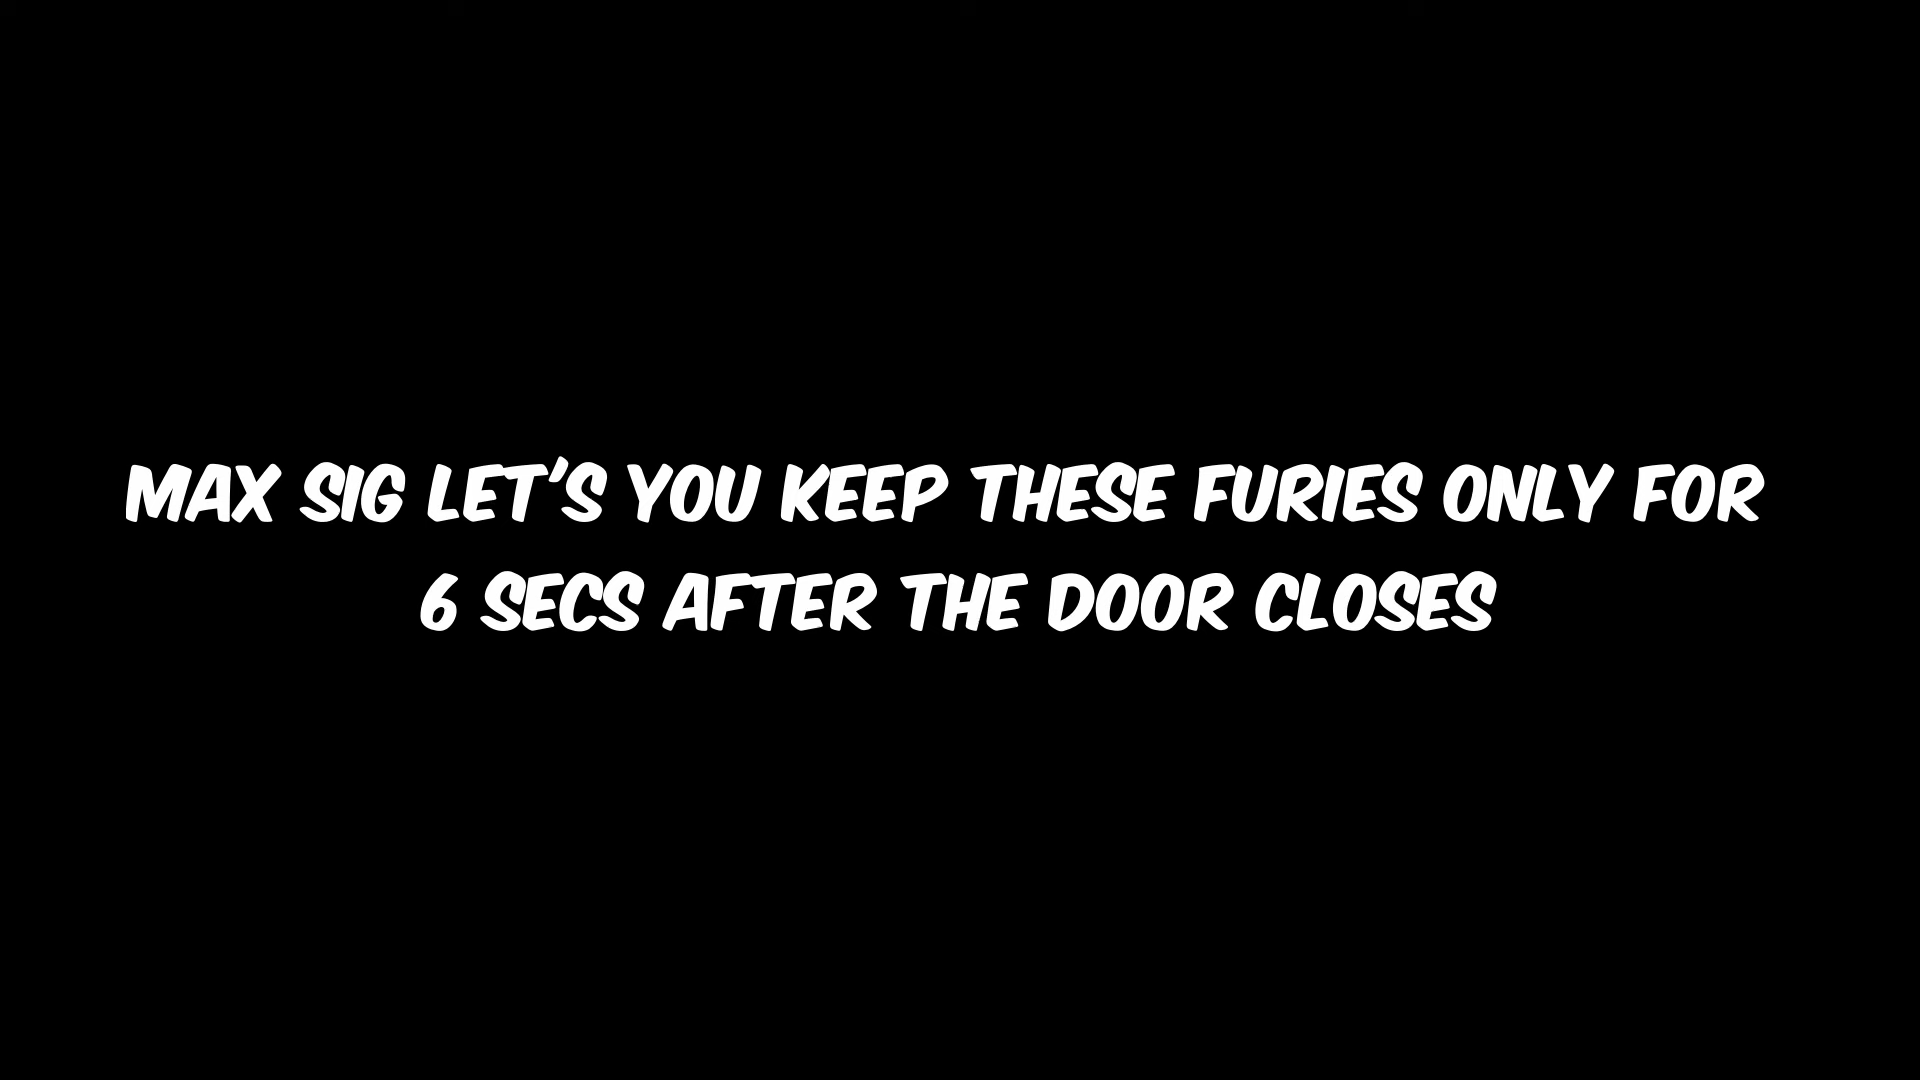 MAX SIG LET'S YOU KEEP THESE FURIES ONLY FOR
6 SECS AFTER THE DOOR CLOSES